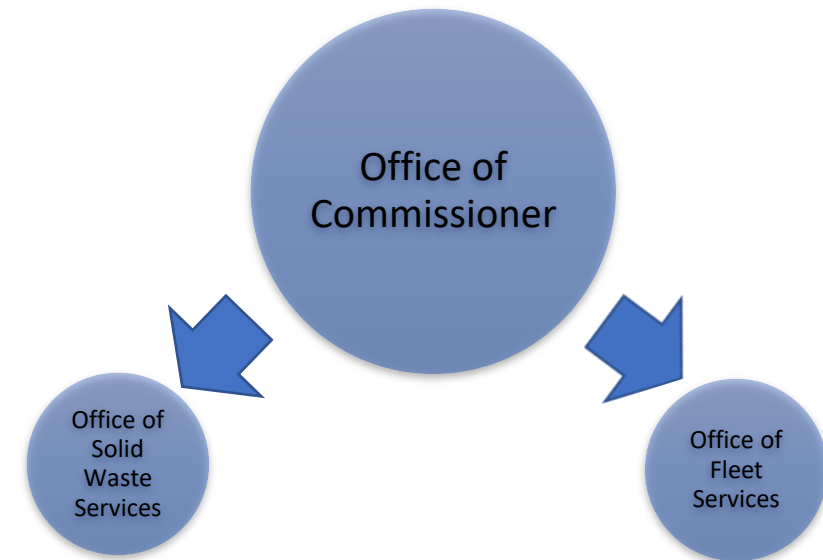 Office of
Commissioner
Office of
Solid
Waste
Services
Office of
Fleet
Services